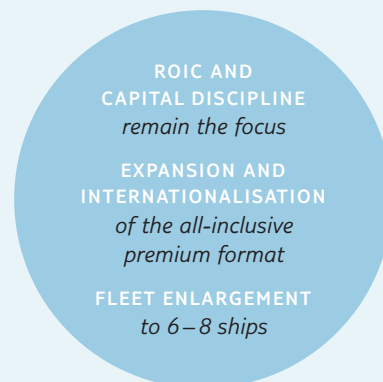 ROIC AND
CAPITAL DISCIPLINE
remain the focus
EXPANSION AND
INTERNATIONALISATION
of the all-inclusive
premium format
FLEET ENLARGEMENT
to 6 – 8 ships